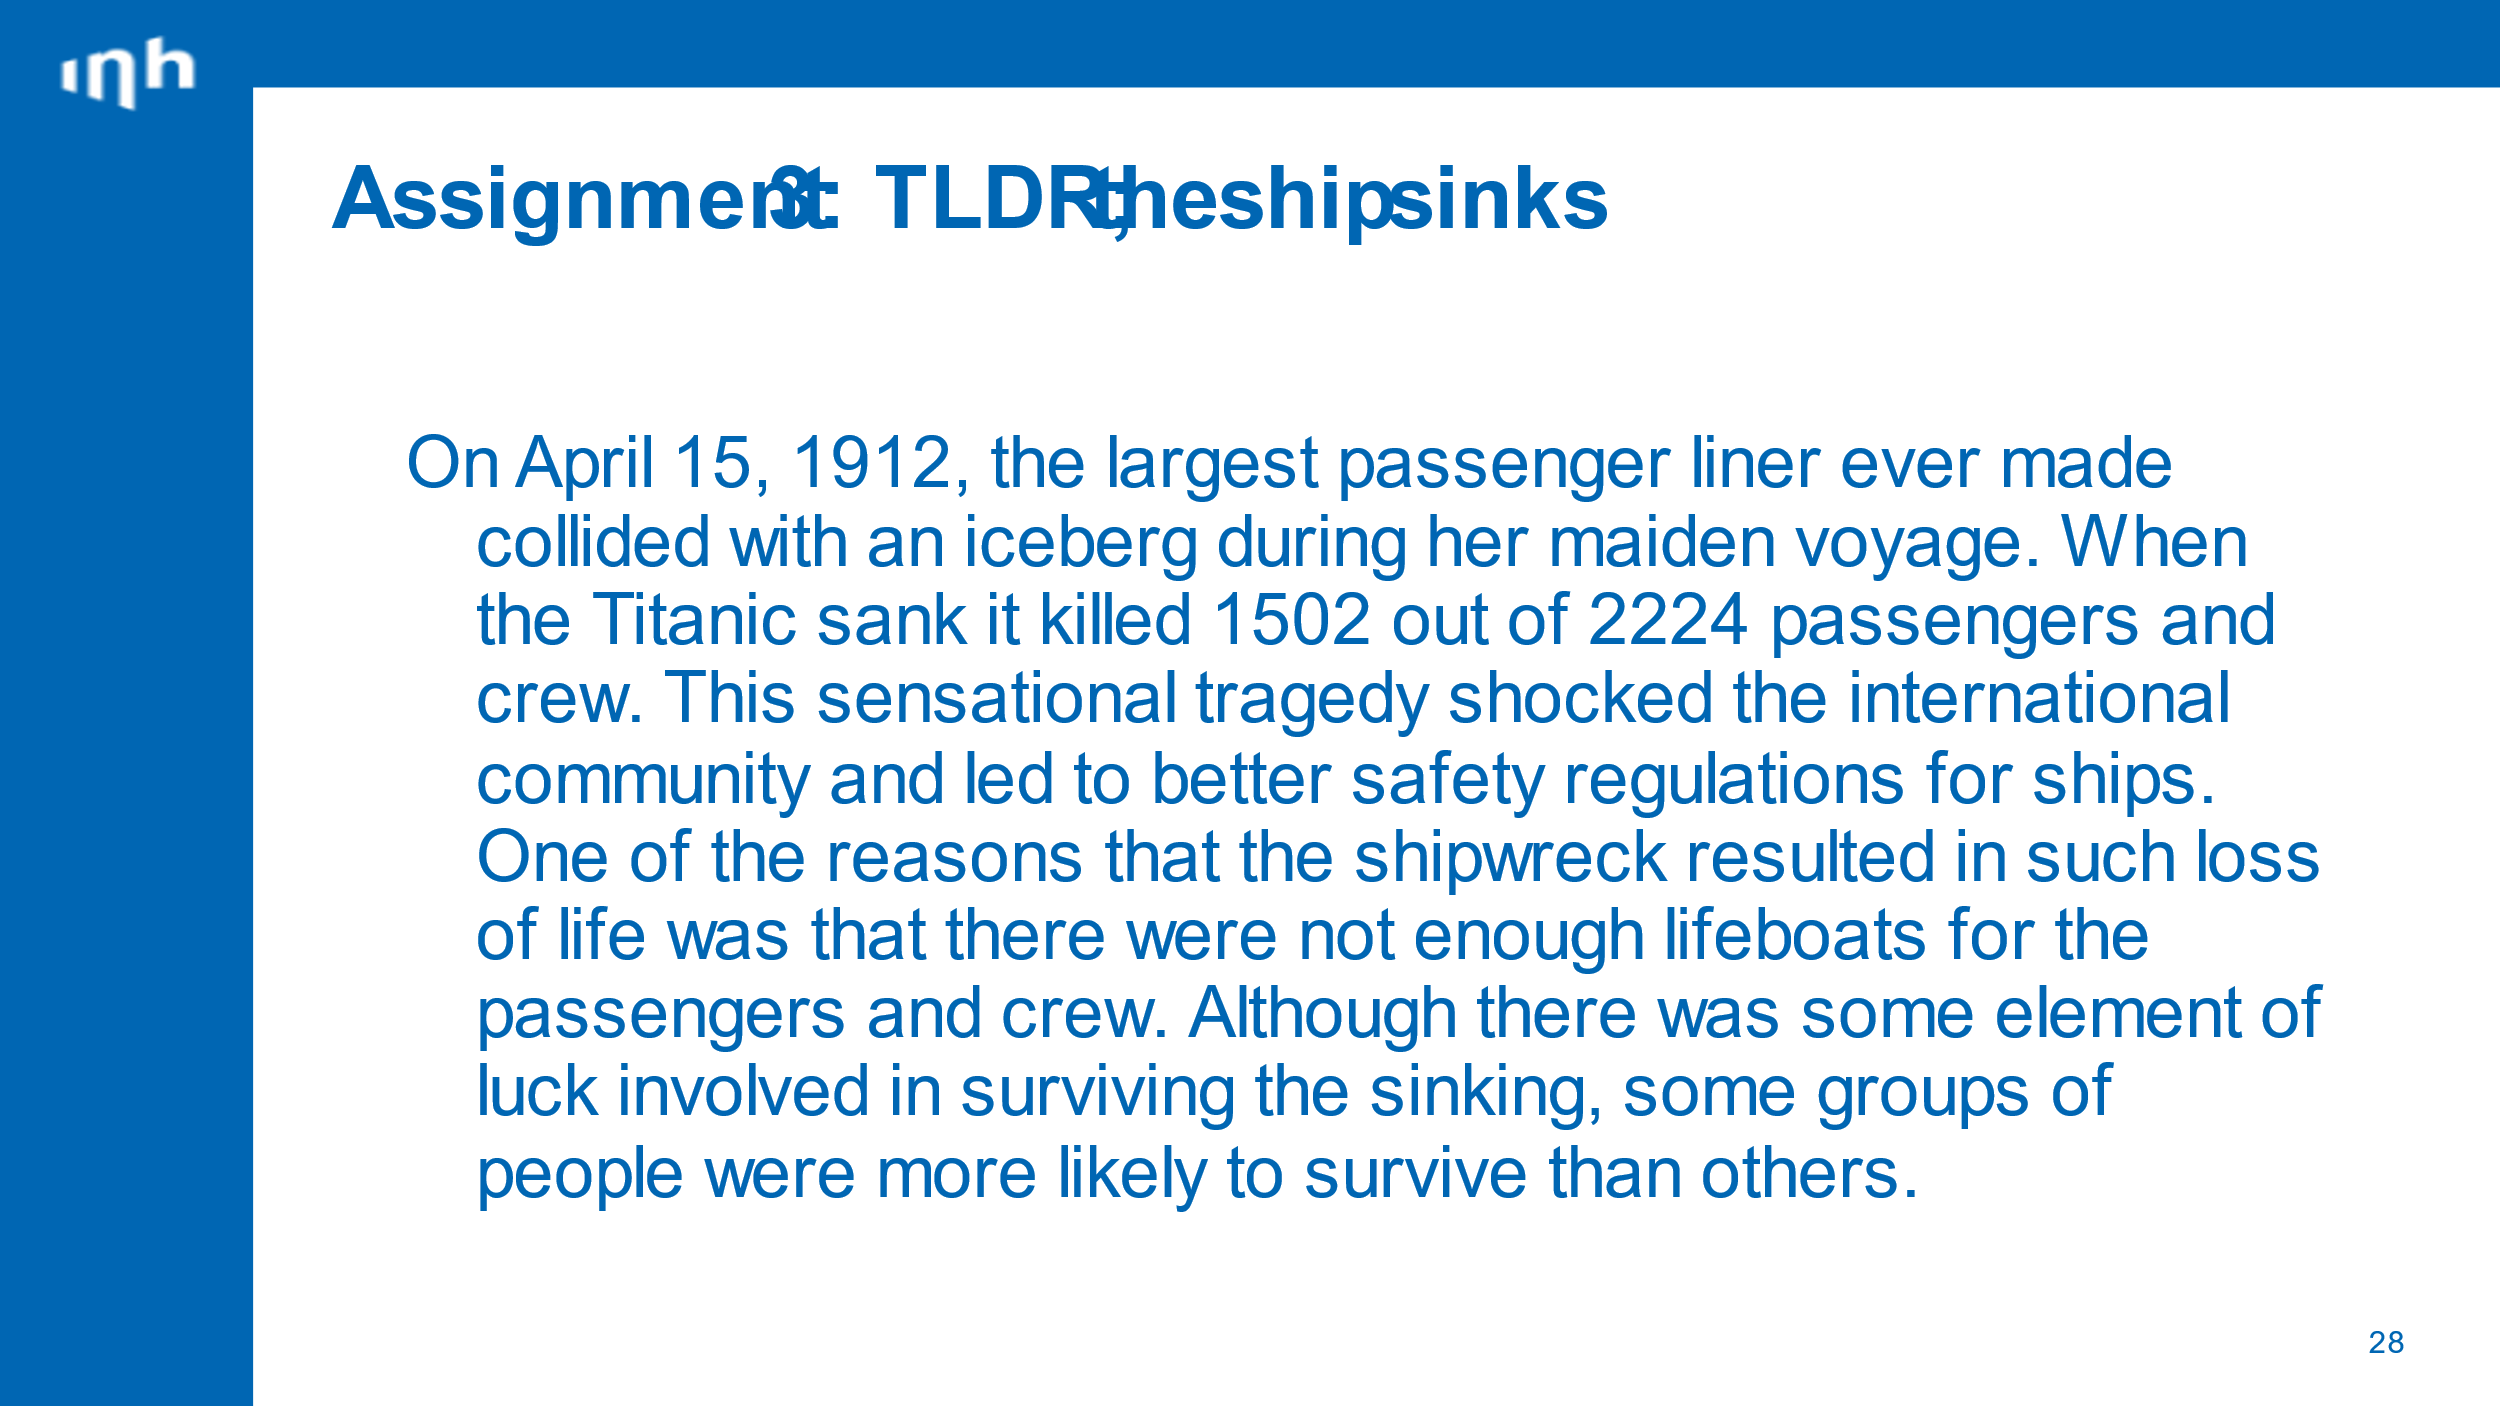 Assignment 3: TLDR; the ship sinks
On April 15, 1912, the largest passenger liner ever made
collided with an iceberg during her maiden voyage. When
the Titanic sank it killed 1502 out of 2224 passengers and
crew. This sensational tragedy shocked the international
community and led to better safety regulations for ships.
One of the reasons that the shipwreck resulted in such loss
of life was that there were not enough lifeboats for the
passengers and crew. Although there was some element of
luck involved in surviving the sinking, some groups of
people were more likely to survive than others.
28